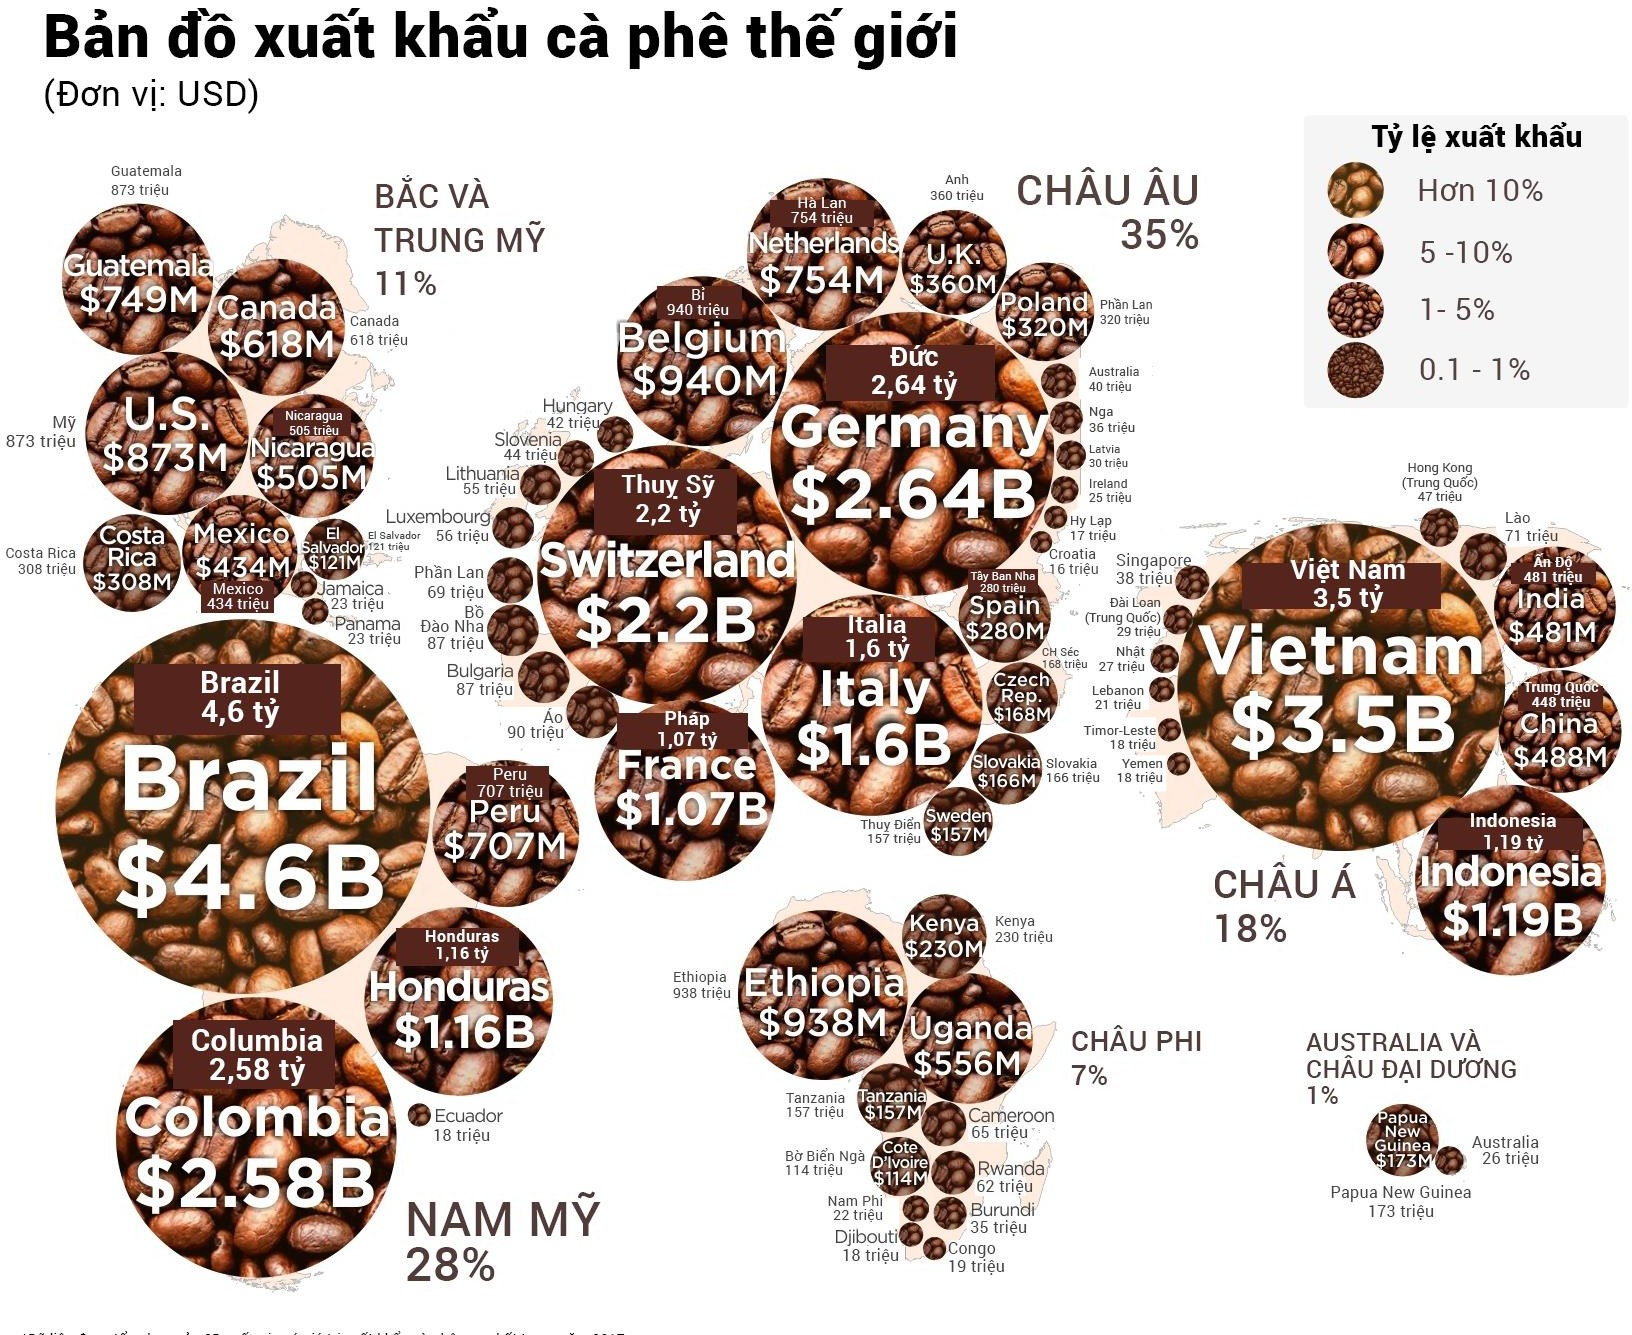 Bản đồ xuất khẩu cà phê thế giới
(Đơn vị: USD)
Tỷ lệ xuất khẩu
Hơn 10%
5 -10%
1- 5%
0.1 - 1%
BẮC VÀ
TRUNG MỸ
11%
Guatemala
873 triệu
Guatemala
$749M
Canada
$618M
Canada
618 triệu
Mỹ
873 triệu
U.S.
$873M
Nicaragua
505 triệu
Nicaragua
$505M
Costa Rica
308 triệu
Costa
Rica
$308M
Mexico
$434M
Mexico
434 triệu
El
Salvador
$121M
El Salvador
121 triệu
Jamaica
23 triệu
Panama
23 triệu
CHÂU ÂU
35%
Hà Lan
754 triệu
Netherlands
$754M
Anh
360 triệu
U.K.
$360M
Poland
$320M
Phần Lan
320 triệu
Bỉ
940 triệu
Belgium
$940M
Đức
2,64 tỷ
Germany
$2.64B
Australia
40 triệu
Nga
36 triệu
Latvia
30 triệu
Ireland
25 triệu
Hy Lạp
17 triệu
Croatia
16 triệu
Hungary
42 triệu
Slovenia
44 triệu
Lithuania
55 triệu
Luxembourg
56 triệu
Phần Lan
69 triệu
Bồ
Đào Nha
87 triệu
Bulgaria
87 triệu
Áo
90 triệu
Thuỵ Sỹ
2,2 tỷ
Switzerland
$2.2B
Tây Ban Nha
280 triệu
Spain
$280M
Italia
1,6 tỷ
Italy
$1.6B
CH Séc
168 triệu
Czech
Rep.
$168M
Pháp
1,07 tỷ
France
$1.07B
Slovakia
$166M
Slovakia
166 triệu
Thuỵ Điển
157 triệu
Sweden
$157M
Hong Kong
(Trung Quốc)
47 triệu
Lào
71 triệu
Singapore
38 triệu
Đài Loan
(Trung Quốc)
29 triệu
Nhật
27 triệu
Lebanon
21 triệu
Timor-Leste
18 triệu
Yemen
18 triệu
Việt Nam
3,5 tỷ
Vietnam
$3.5B
Ấn Độ
481 triệu
India
$481M
Trung Quốc
448 triệu
China
$488M
Indonesia
1,19 tỷ
Indonesia
$1.19B
CHÂU Á
18%
Brazil
4,6 tỷ
Brazil
$4.6B
Peru
707 triệu
Peru
$707M
Honduras
1,16 tỷ
Honduras
$1.16B
Columbia
2,58 tỷ
Colombia
$2.58B
Ecuador
18 triệu
NAM MỸ
28%
Kenya
$230M
Kenya
230 triệu
Ethiopia
938 triệu
Ethiopia
$938M
Uganda
$556M
CHÂU PHI
7%
Tanzania
157 triệu
Tanzania
$157M
Cameroon
65 triệu
Bờ Biển Ngà
114 triệu
Cote
D'Ivoire
$114M
Rwanda
62 triệu
Nam Phi
22 triệu
Burundi
35 triệu
Djibouti
18 triệu
Congo
19 triệu
AUSTRALIA VÀ
CHÂU ĐẠI DƯƠNG
1%
Papua
New
Guinea
$173M
Australia
26 triệu
Papua New Guinea
173 triệu